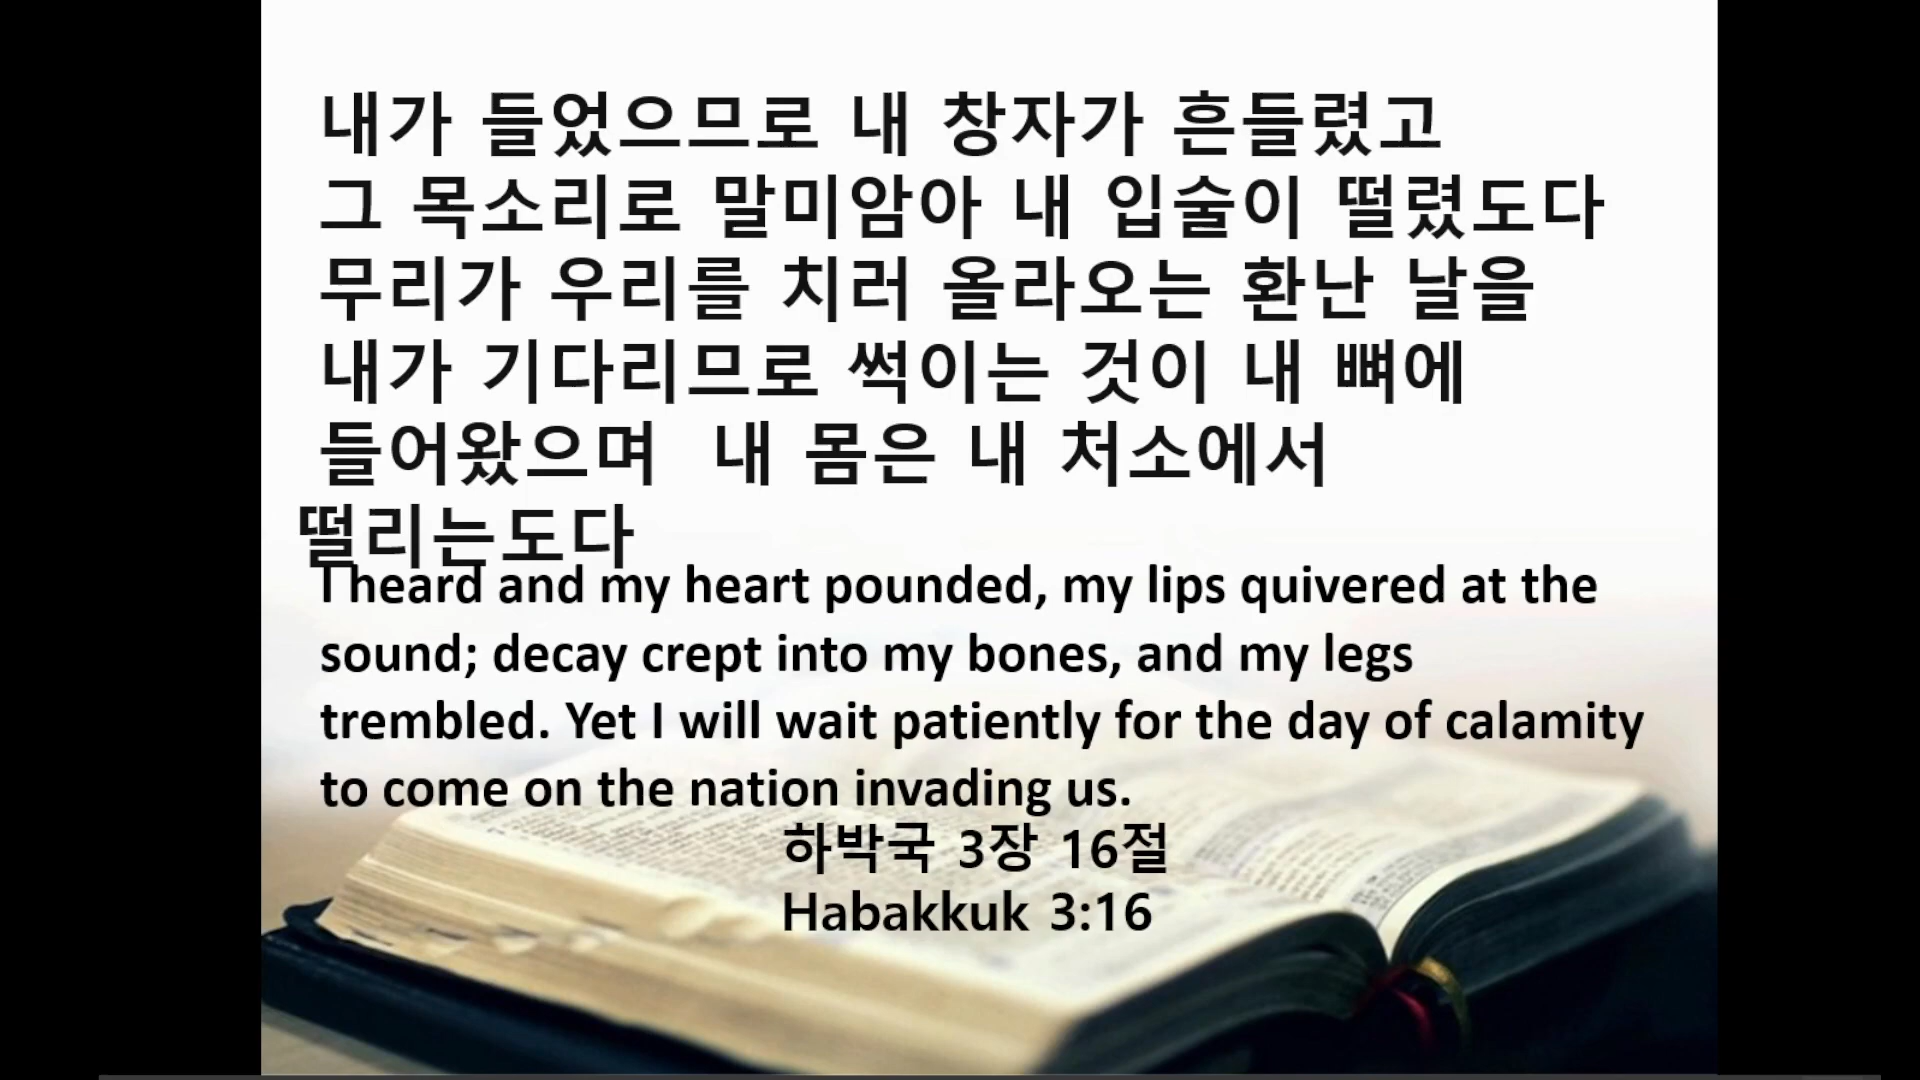 내가 들었으므로 내 창자가 흔들렸고
그 목소리로 말미암아 내 입술이 떨렸도다
무리가 우리를 치러 올라오는 환난 날을
내가 기다리므로 썩이는 것이 내 뼈에
들어왔으며 내 몸은 내 처소에서
떨리는도다
I heard and my heart pounded, my lips quivered at the
sound; decay crept into my bones, and my legs
trembled. Yet I will wait patiently for the day of calamity
to come on the nation invading us.
하박국 3장 16절
Habakkuk 3:16